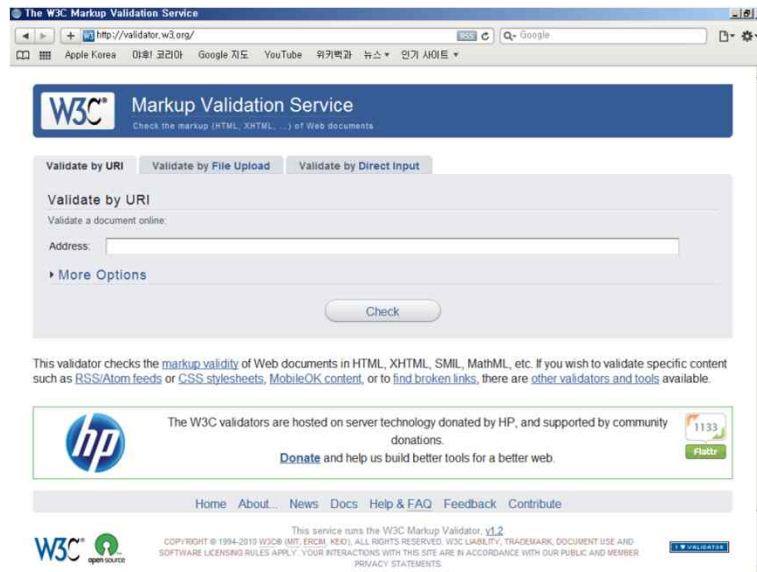 The W3C Markup Validation Service
http://validator.w3.org/
RSS
Google
Apple Korea 야후! 코리아 Google 지도 YouTube 위키백과 뉴스 인기 사이트
W3C® Markup Validation Service
Check the markup (HTML, XHTML, ...) of Web documents
Validate by URI Validate by File Upload Validate by Direct Input
Validate by URI
Validate a document online:
Address:
More Options
Check
This validator checks the markup validity of Web documents in HTML, XHTML, SMIL, MathML, etc. If you wish to validate specific content
such as RSS/Atom feeds or CSS stylesheets, MobileOK content, or to find broken links, there are other validators and tools available.
hp
The W3C validators are hosted on server technology donated by HP, and supported by community
donations.
Donate and help us build better tools for a better web.
1133
Flattr
Home About... News Docs Help & FAQ Feedback Contribute
W3C® open source
This service runs the W3C Markup Validator, v1.2
COPYRIGHT © 1994-2010 W3C® (MIT, ERCIM, KEIO), ALL RIGHTS RESERVED. W3C LIABILITY, TRADEMARK, DOCUMENT USE AND
SOFTWARE LICENSING RULES APPLY. YOUR INTERACTIONS WITH THIS SITE ARE IN ACCORDANCE WITH OUR PUBLIC AND MEMBER
PRIVACY STATEMENTS.
I ♥ VALIDATOR